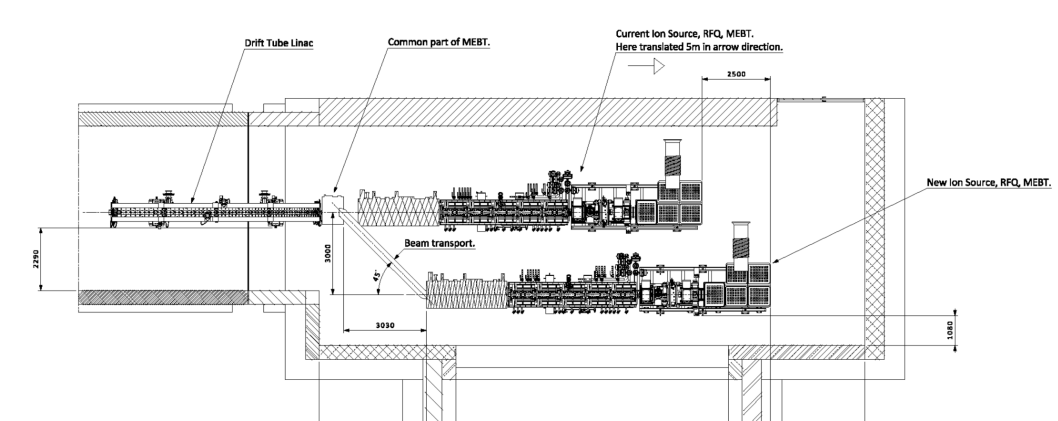 Current Ion Source, RFQ, MEBT.
Here translated 5m in arrow direction.
Drift Tube Linac
Common part of MEBT.
2500
New Ion Source, RFQ, MEBT.
Beam transport.
2290
3000
45°
3030
1080